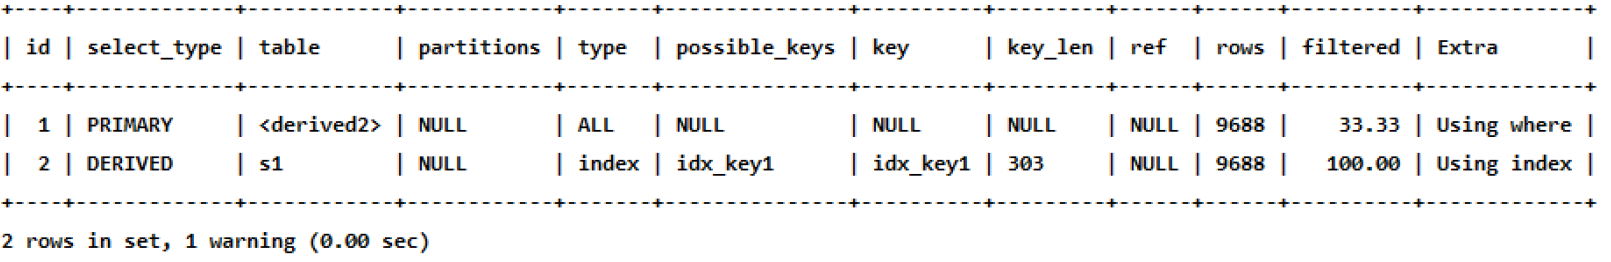 +----+-------------+------------+------------+-------+---------------+----------+---------+------+------+----------+-------------+
| id | select_type | table      | partitions | type  | possible_keys | key      | key_len | ref  | rows | filtered | Extra       |
+----+-------------+------------+------------+-------+---------------+----------+---------+------+------+----------+-------------+
|  1 | PRIMARY     | <derived2> | NULL       | ALL   | NULL          | NULL     | NULL    | NULL | 9688 |    33.33 | Using where |
|  2 | DERIVED     | s1         | NULL       | index | idx_key1      | idx_key1 | 303     | NULL | 9688 |   100.00 | Using index |
+----+-------------+------------+------------+-------+---------------+----------+---------+------+------+----------+-------------+
2 rows in set, 1 warning (0.00 sec)